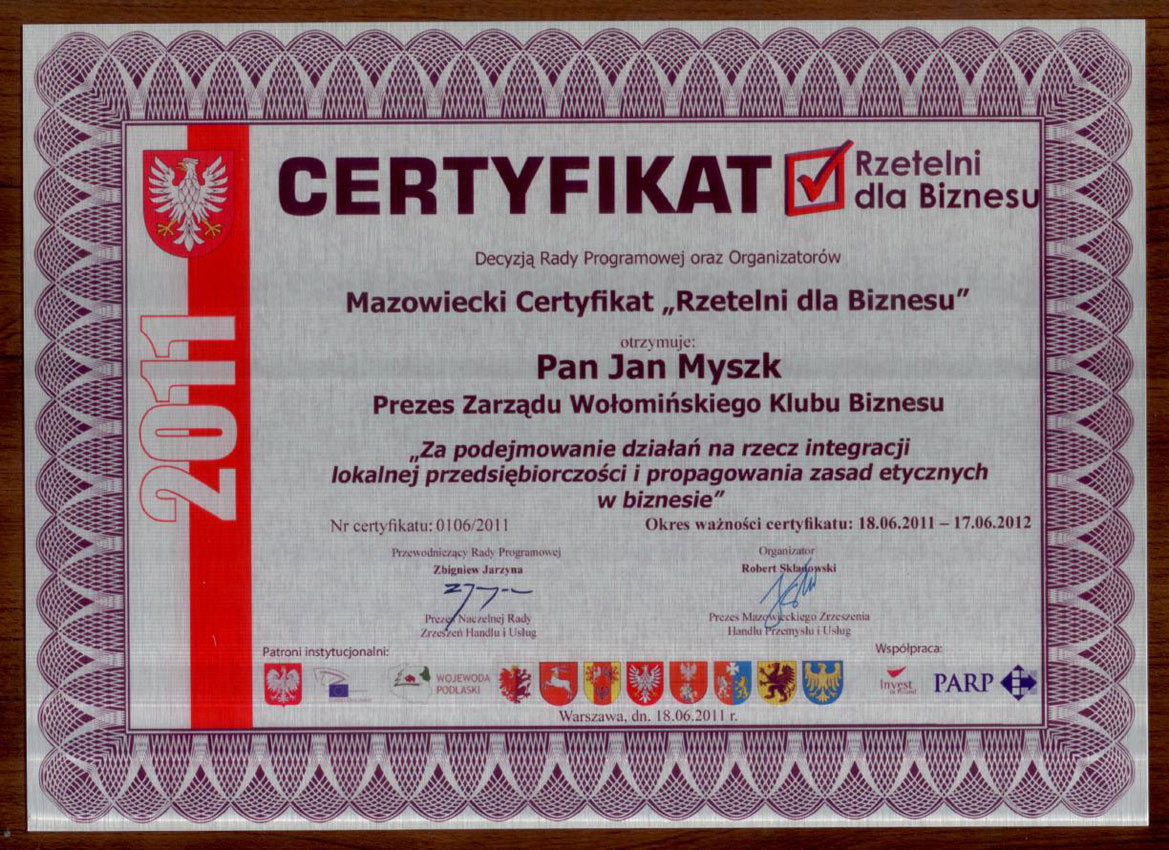 CERTYFIKAT
Rzetelni
dla Biznesu
2011
Decyzją Rady Programowej oraz Organizatorów
Mazowiecki Certyfikat „Rzetelni dla Biznesu”
otrzymuje:
Pan Jan Myszk
Prezes Zarządu Wołomińskiego Klubu Biznesu
„Za podejmowanie działań na rzecz integracji
lokalnej przedsiębiorczości i propagowania zasad etycznych
w biznesie”
Nr certyfikatu: 0106/2011
Okres ważności certyfikatu: 18.06.2011 – 17.06.2012
Przewodniczący Rady Programowej
Zbigniew Jarzyna
Prezes Naczelnej Rady
Zrzeszeń Handlu i Usług
Organizator
Robert Składowski
Prezes Mazowieckiego Zrzeszenia
Handlu Przemysłu i Usług
Patroni instytucjonalni:
WOJEWODA
PODLASKI
Współpraca:
Invest
in Poland
PARP
Warszawa, dn. 18.06.2011 r.